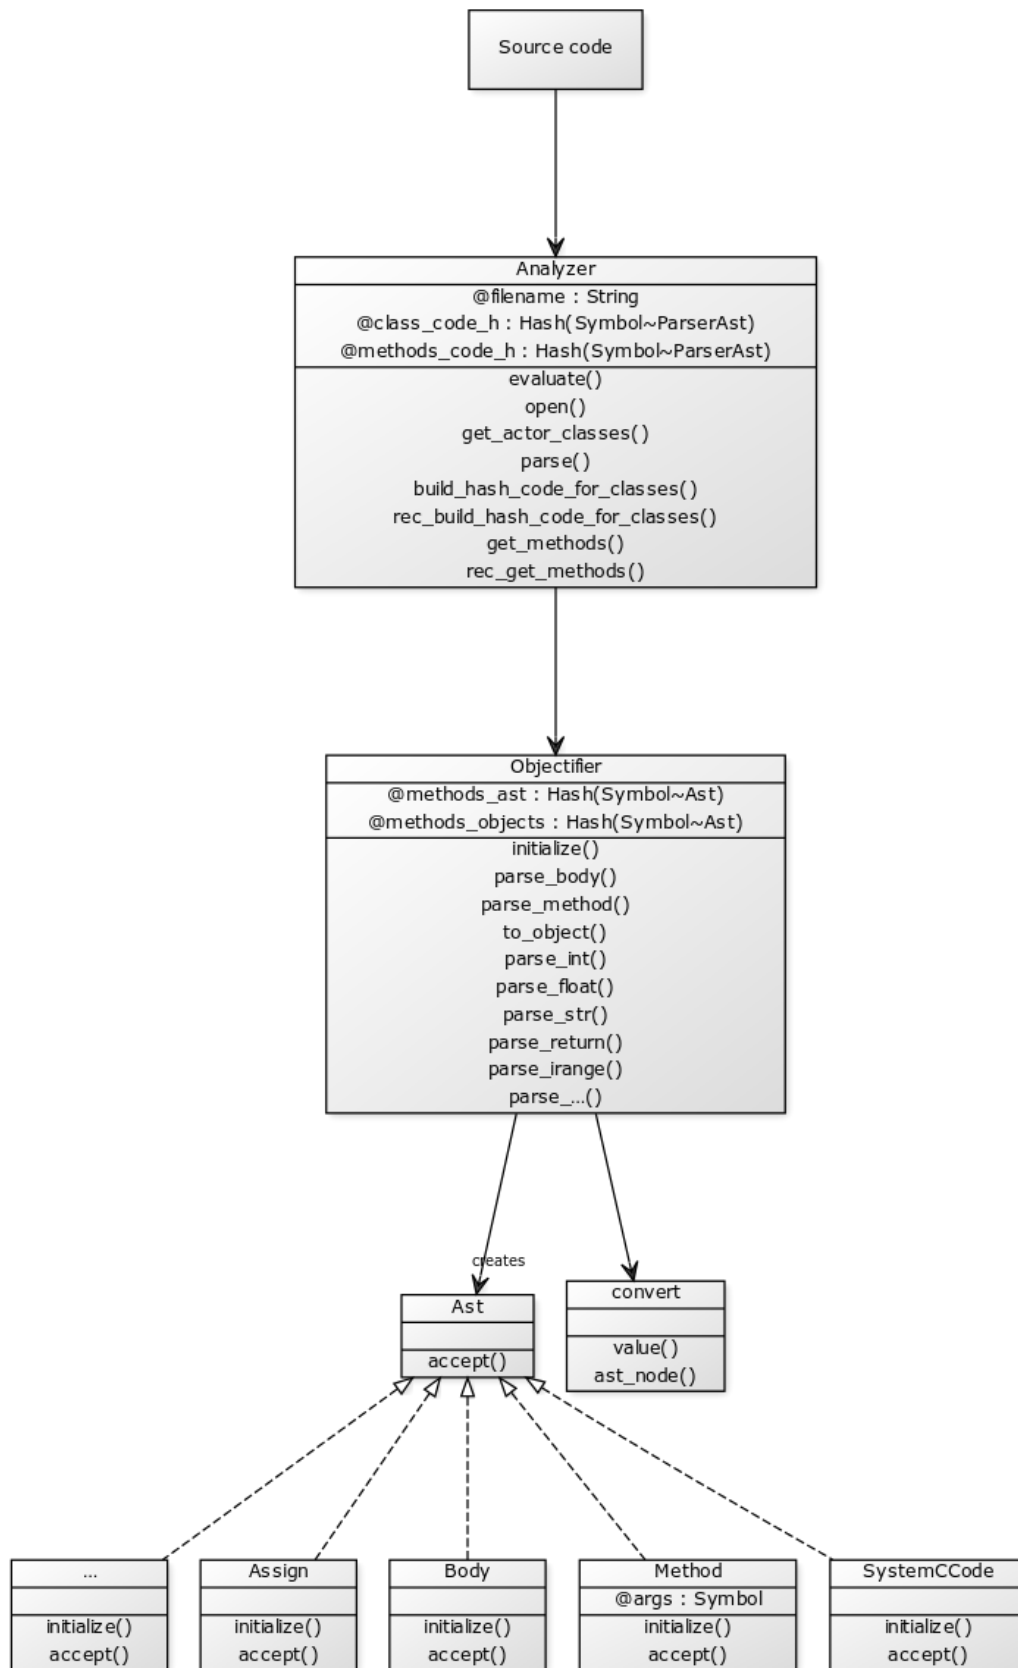 Source code
Analyzer
@filename : String
@class_code_h : Hash(Symbol~ParserAst)
@methods_code_h : Hash(Symbol~ParserAst)
evaluate()
open()
get_actor_classes()
parse()
build_hash_code_for_classes()
rec_build_hash_code_for_classes()
get_methods()
rec_get_methods()
Objectifier
@methods_ast : Hash(Symbol~Ast)
@methods_objects : Hash(Symbol~Ast)
initialize()
parse_body()
parse_method()
to_object()
parse_int()
parse_float()
parse_str()
parse_return()
parse_irange()
parse_...()
creates
Ast
accept()
convert
value()
ast_node()
...
initialize()
accept()
Assign
initialize()
accept()
Body
initialize()
accept()
Method
@args : Symbol
initialize()
accept()
SystemCCode
initialize()
accept()